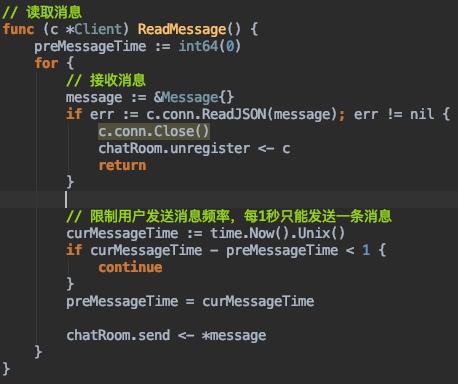 // 读取消息
func (c *Client) ReadMessage() {
    preMessageTime := int64(0)
    for {
        // 接收消息
        message := &Message{}
        if err := c.conn.ReadJSON(message); err != nil {
            c.conn.Close()
            chatRoom.unregister <- c
            return
        }

        // 限制用户发送消息频率，每1秒只能发送一条消息
        curMessageTime := time.Now().Unix()
        if curMessageTime - preMessageTime < 1 {
            continue
        }
        preMessageTime = curMessageTime

        chatRoom.send <- *message
    }
}